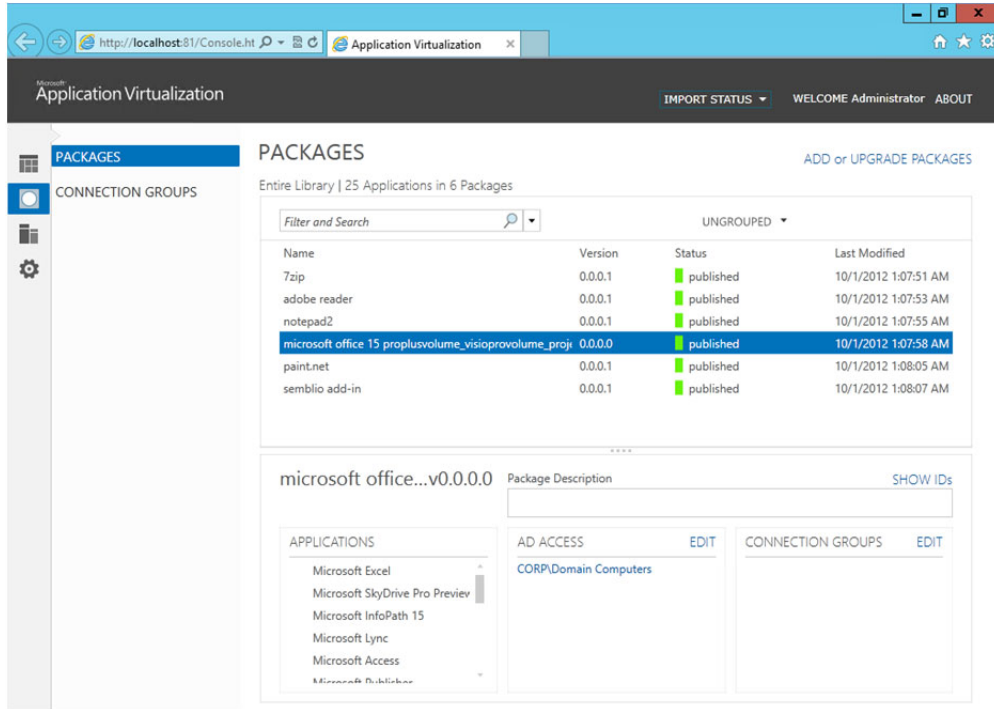 http://localhost:81/Console.ht
Application Virtualization
Microsoft
Application Virtualization
IMPORT STATUS
WELCOME Administrator ABOUT
PACKAGES
CONNECTION GROUPS
PACKAGES
ADD or UPGRADE PACKAGES
Entire Library | 25 Applications in 6 Packages
Filter and Search
UNGROUPED
Name Version Status Last Modified
7zip 0.0.0.1 published 10/1/2012 1:07:51 AM
adobe reader 0.0.0.1 published 10/1/2012 1:07:53 AM
notepad2 0.0.0.1 published 10/1/2012 1:07:55 AM
microsoft office 15 proplusvolume_visioprovolume_proje 0.0.0.0 published 10/1/2012 1:07:58 AM
paint.net 0.0.0.1 published 10/1/2012 1:08:05 AM
semblio add-in 0.0.0.1 published 10/1/2012 1:08:07 AM
microsoft office...v0.0.0.0
Package Description
SHOW IDs
APPLICATIONS
Microsoft Excel
Microsoft SkyDrive Pro Preview
Microsoft InfoPath 15
Microsoft Lync
Microsoft Access
Microsoft Publisher
AD ACCESS EDIT
CORP\Domain Computers
CONNECTION GROUPS EDIT